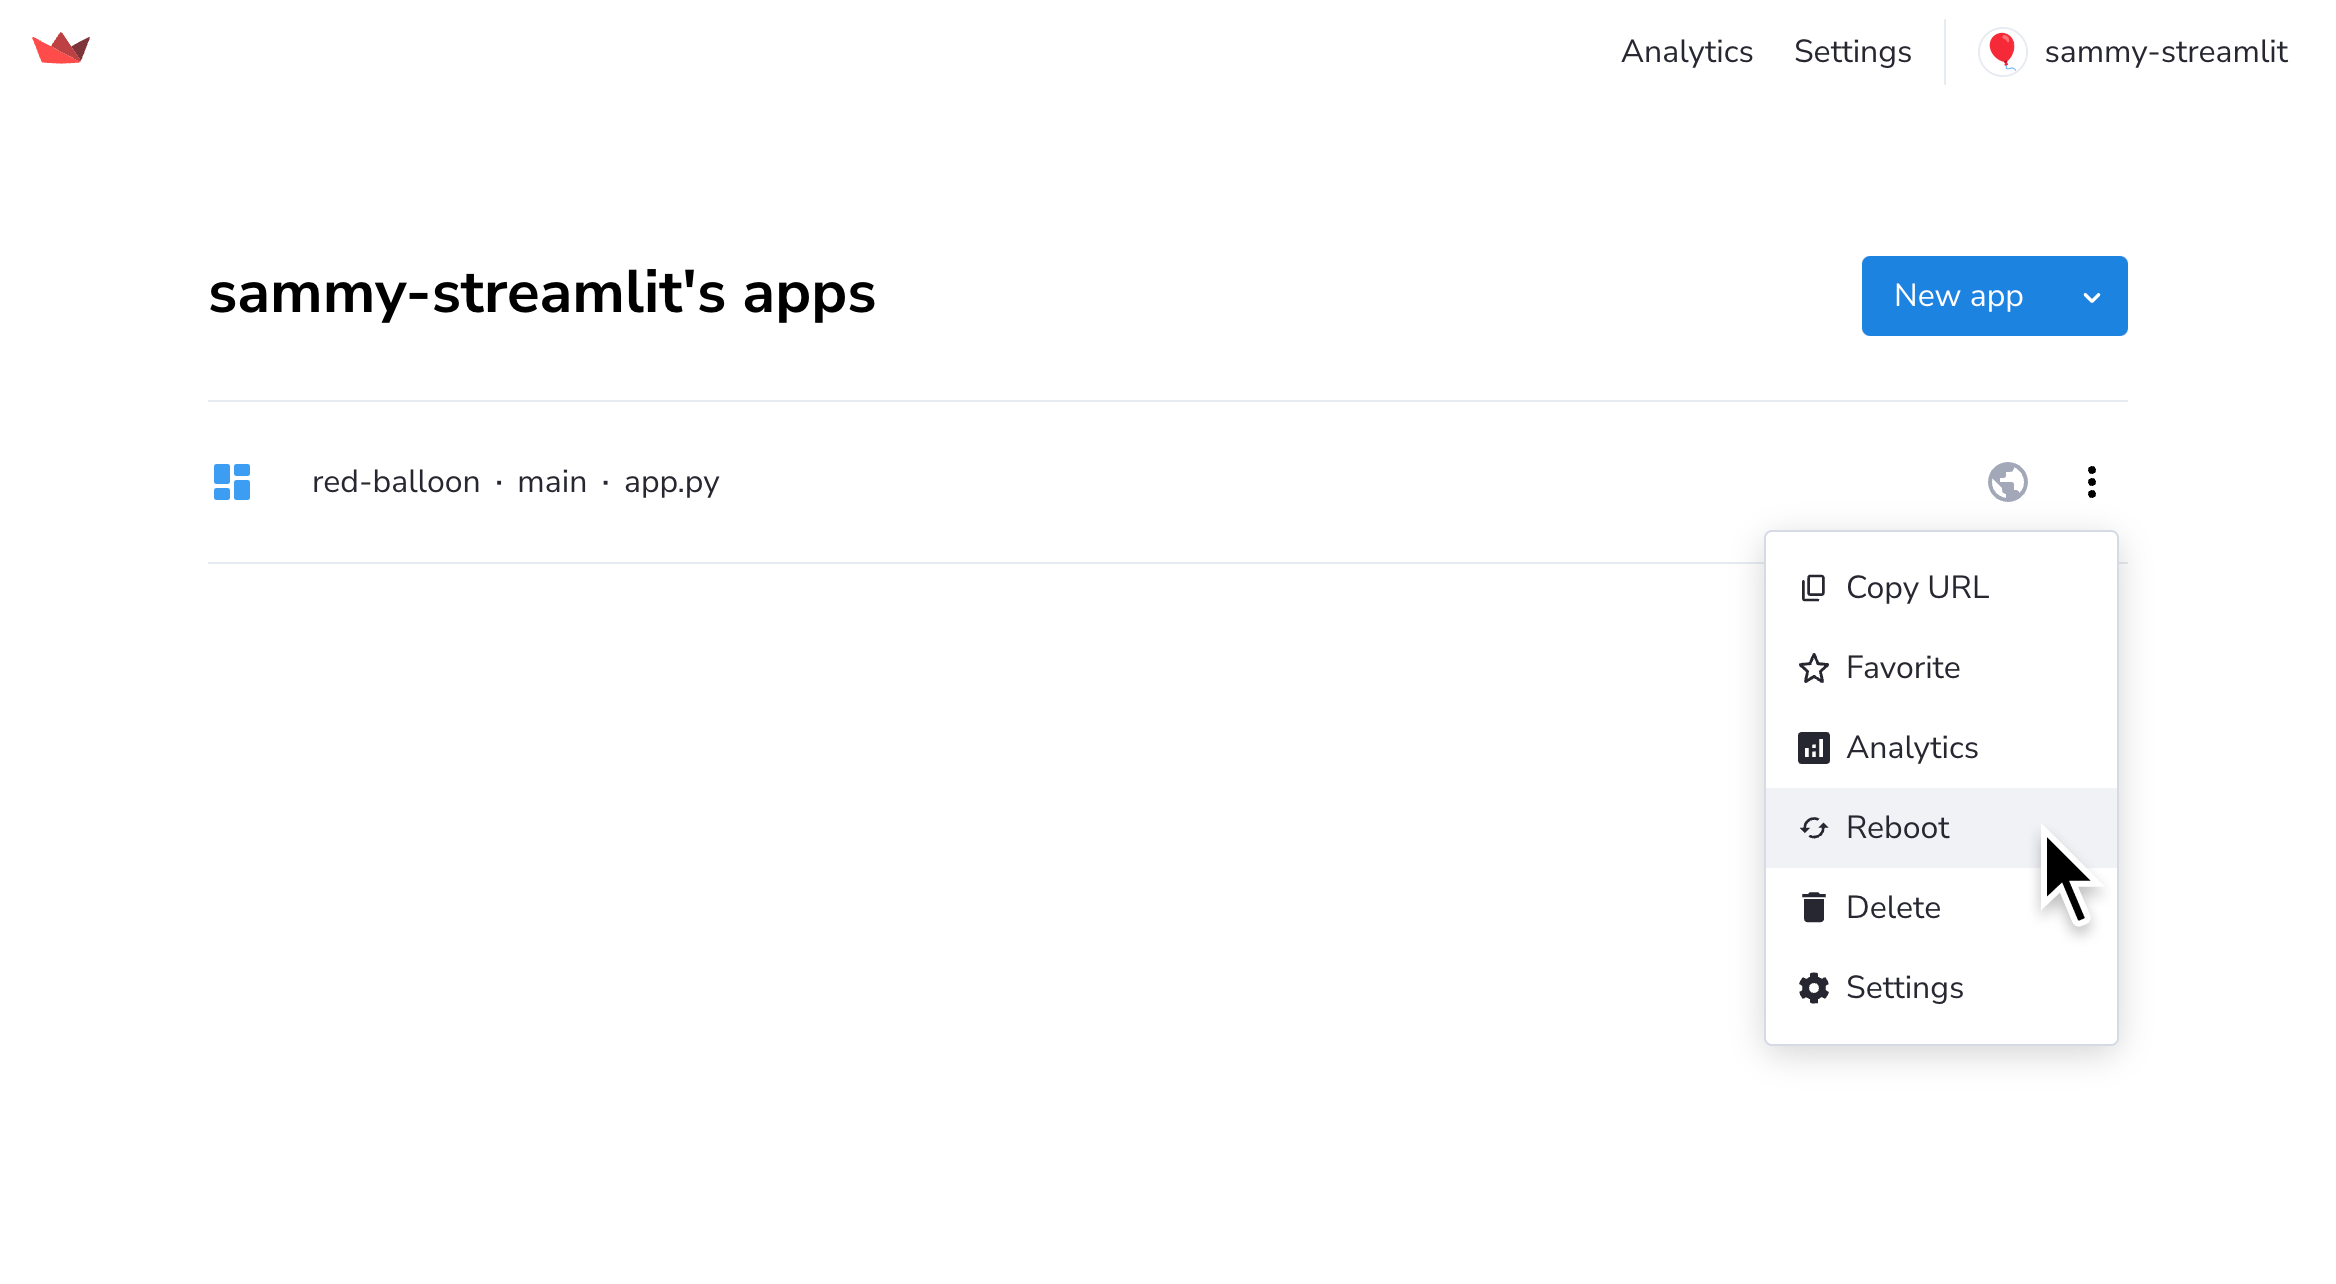 Analytics Settings sammy-streamlit
sammy-streamlit's apps
New app
red-balloon · main · app.py
Copy URL
Favorite
Analytics
Reboot
Delete
Settings